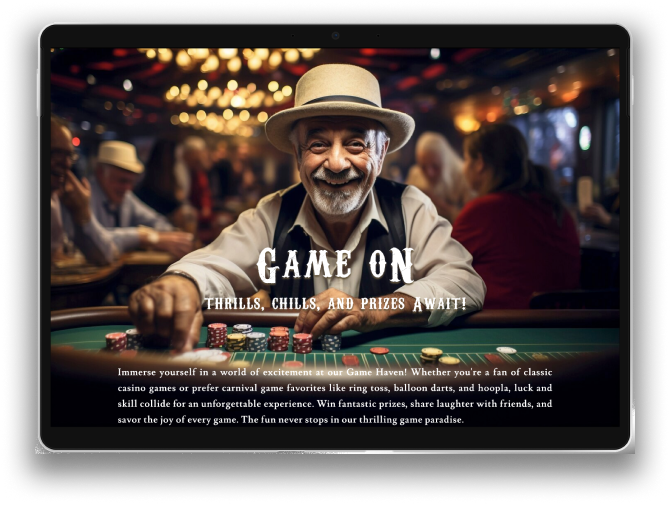 GAME ON
THRILLS, CHILLS, AND PRIZES AWAIT!
Immerse yourself in a world of excitement at our Game Haven! Whether you're a fan of classic
casino games or prefer carnival game favorites like ring toss, balloon darts, and hoopla, luck and
skill collide for an unforgettable experience. Win fantastic prizes, share laughter with friends, and
savor the joy of every game. The fun never stops in our thrilling game paradise.